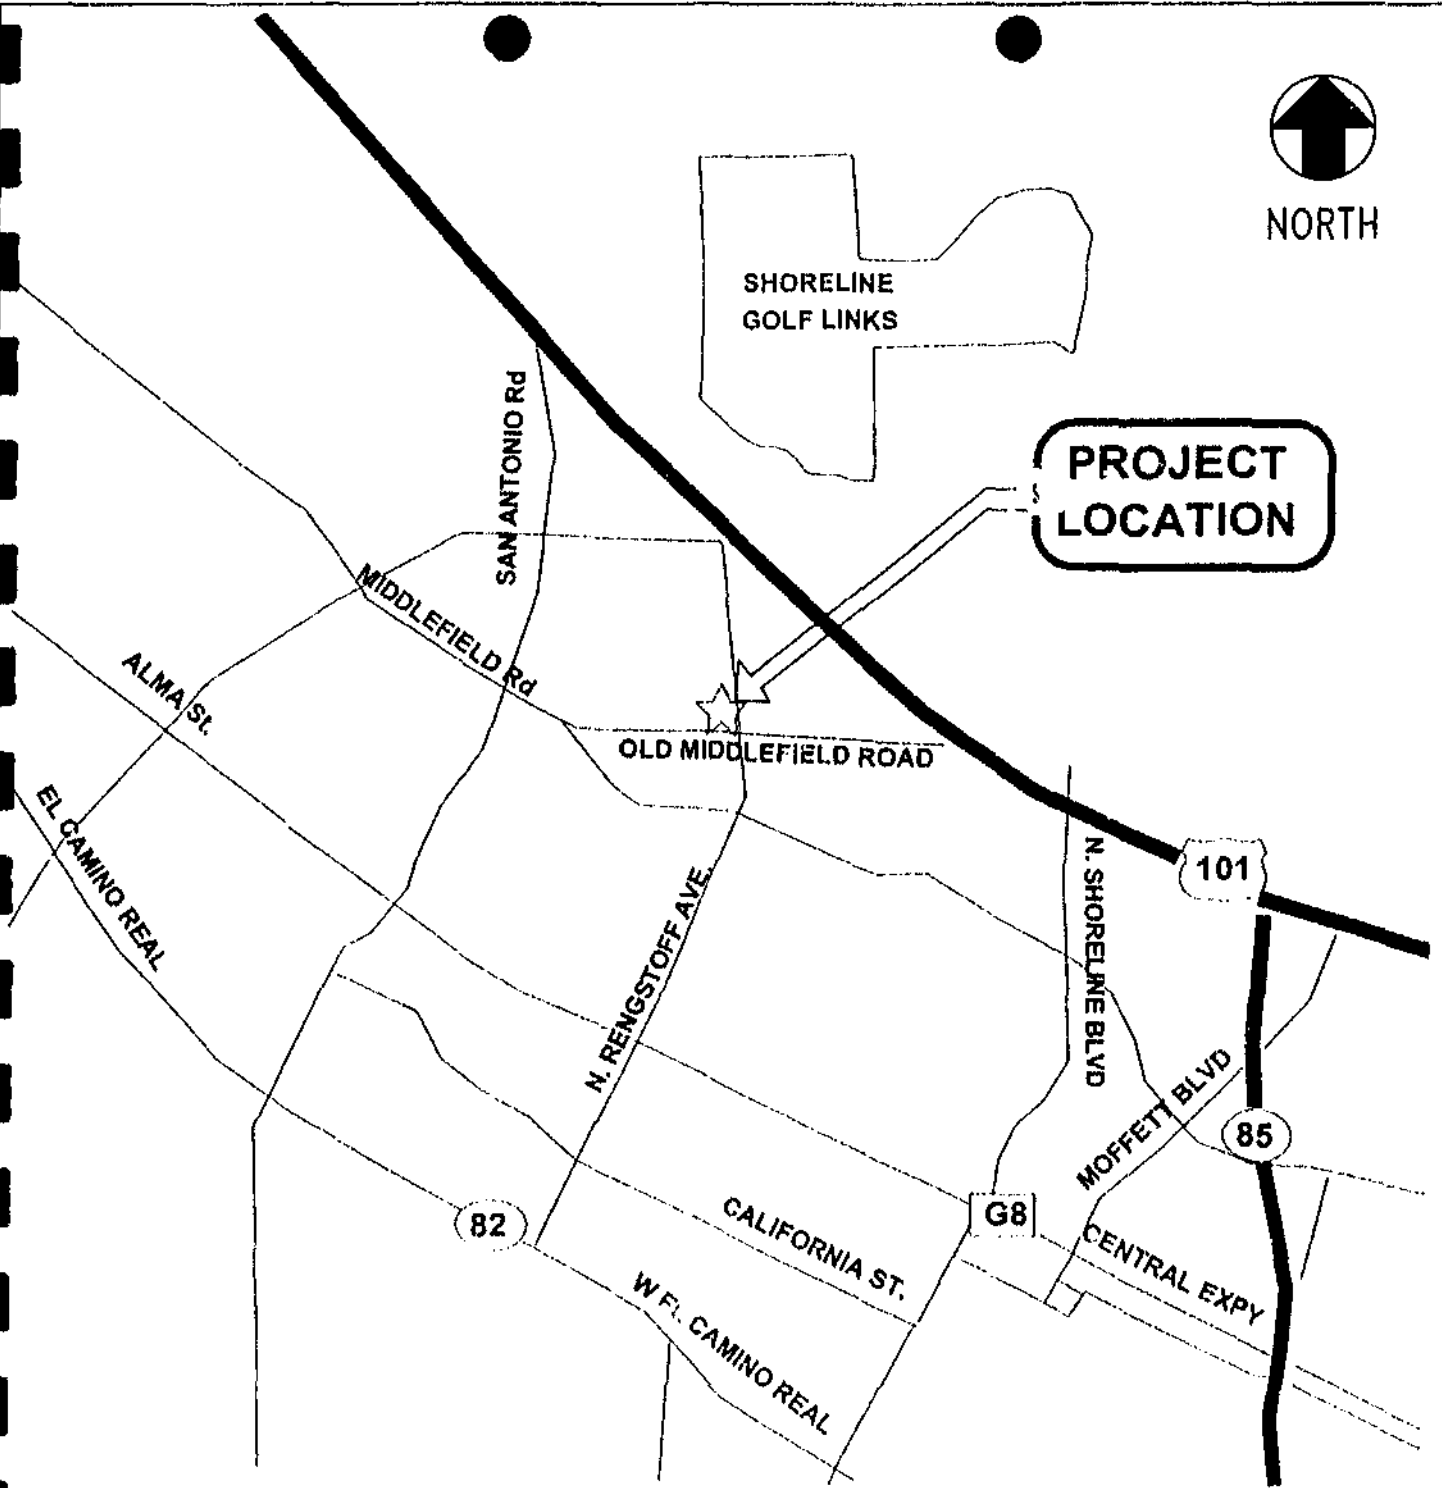 NORTH
SHORELINE
GOLF LINKS
SAN ANTONIO Rd
PROJECT
LOCATION
MIDDLEFIELD Rd
ALMA St.
OLD MIDDLEFIELD ROAD
EL CAMINO REAL
N. RENGSTOFF AVE.
N. SHORELINE BLVD
101
MOFFETT BLVD
85
82
CALIFORNIA ST.
G8
CENTRAL EXPY
W EL CAMINO REAL